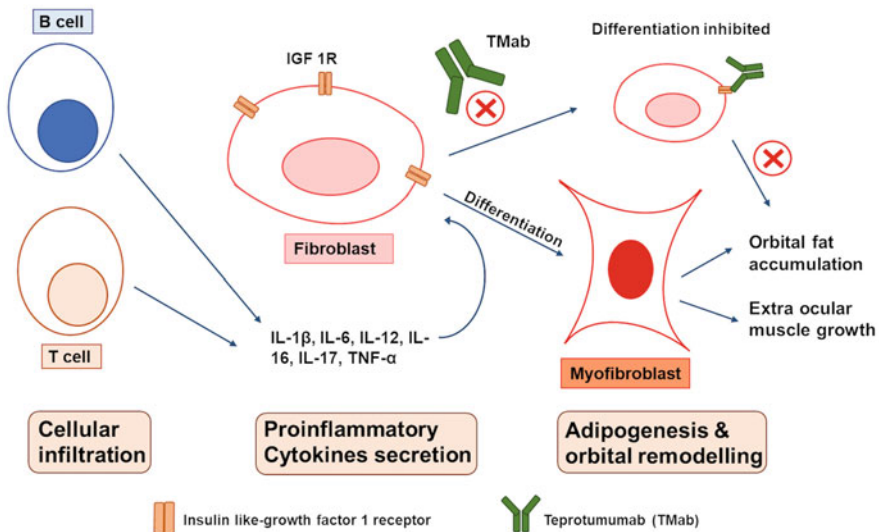 B cell
IGF 1R
TMab
Differentiation inhibited
Differentiation
Fibroblast
Orbital fat
accumulation
Extra ocular
muscle growth
T cell
IL-1β, IL-6, IL-12, IL-
16, IL-17, TNF-α
Myofibroblast
Cellular
infiltration
Proinflammatory
Cytokines secretion
Adipogenesis &
orbital remodelling
Insulin like-growth factor 1 receptor
Teprotumumab (TMab)